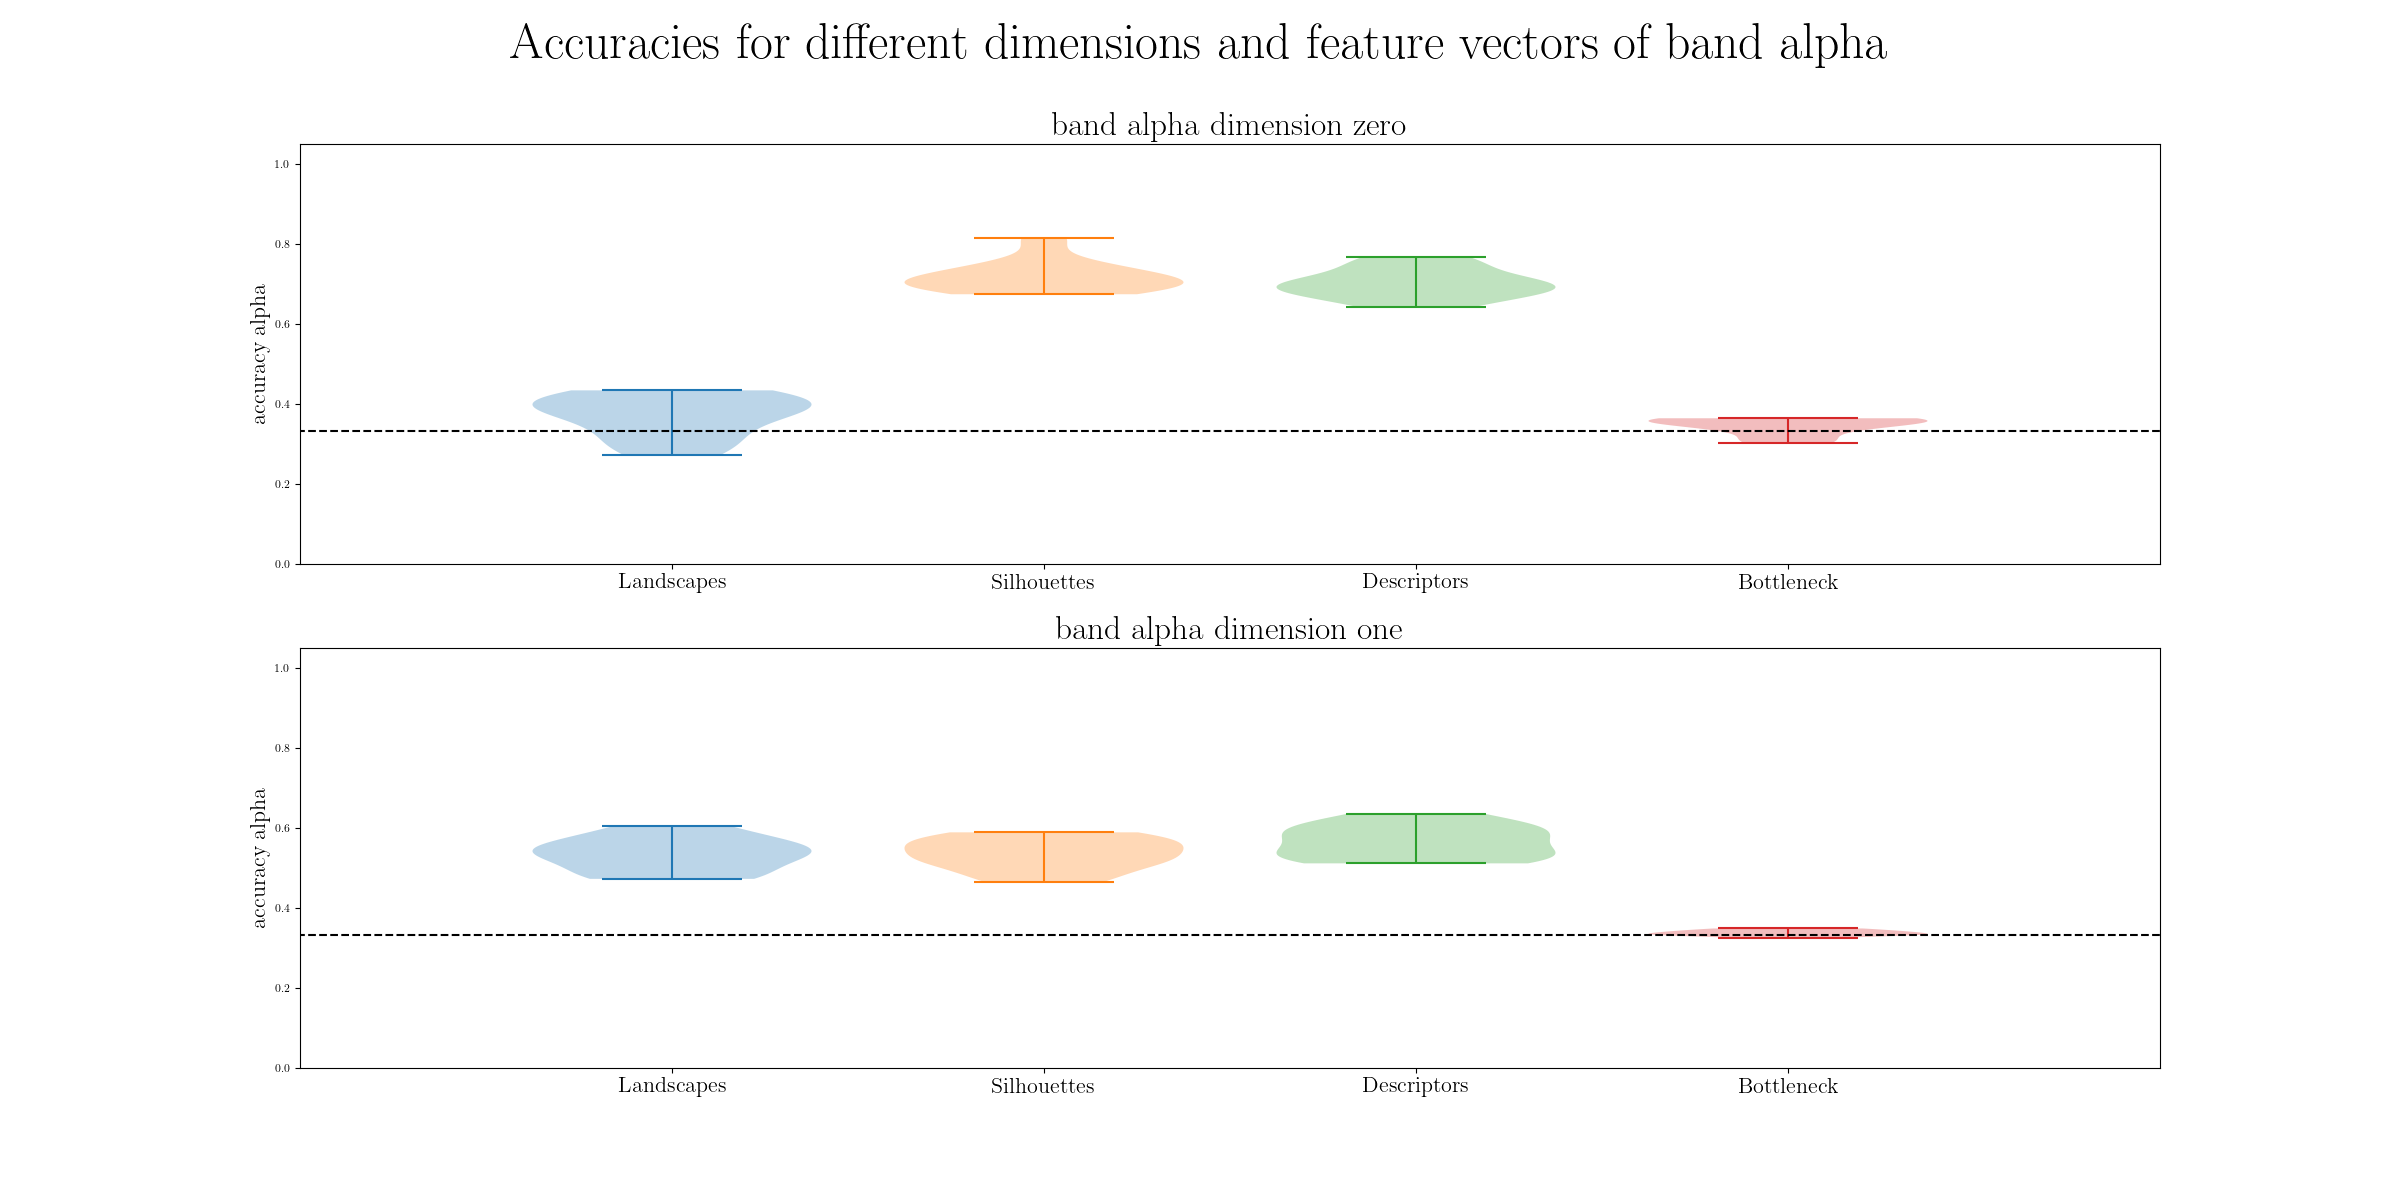 Accuracies for different dimensions and feature vectors of band alpha
band alpha dimension zero
1.0
0.8
0.6
0.4
0.2
0.0
accuracy alpha
Landscapes Silhouettes Descriptors Bottleneck
band alpha dimension one
1.0
0.8
0.6
0.4
0.2
0.0
accuracy alpha
Landscapes Silhouettes Descriptors Bottleneck